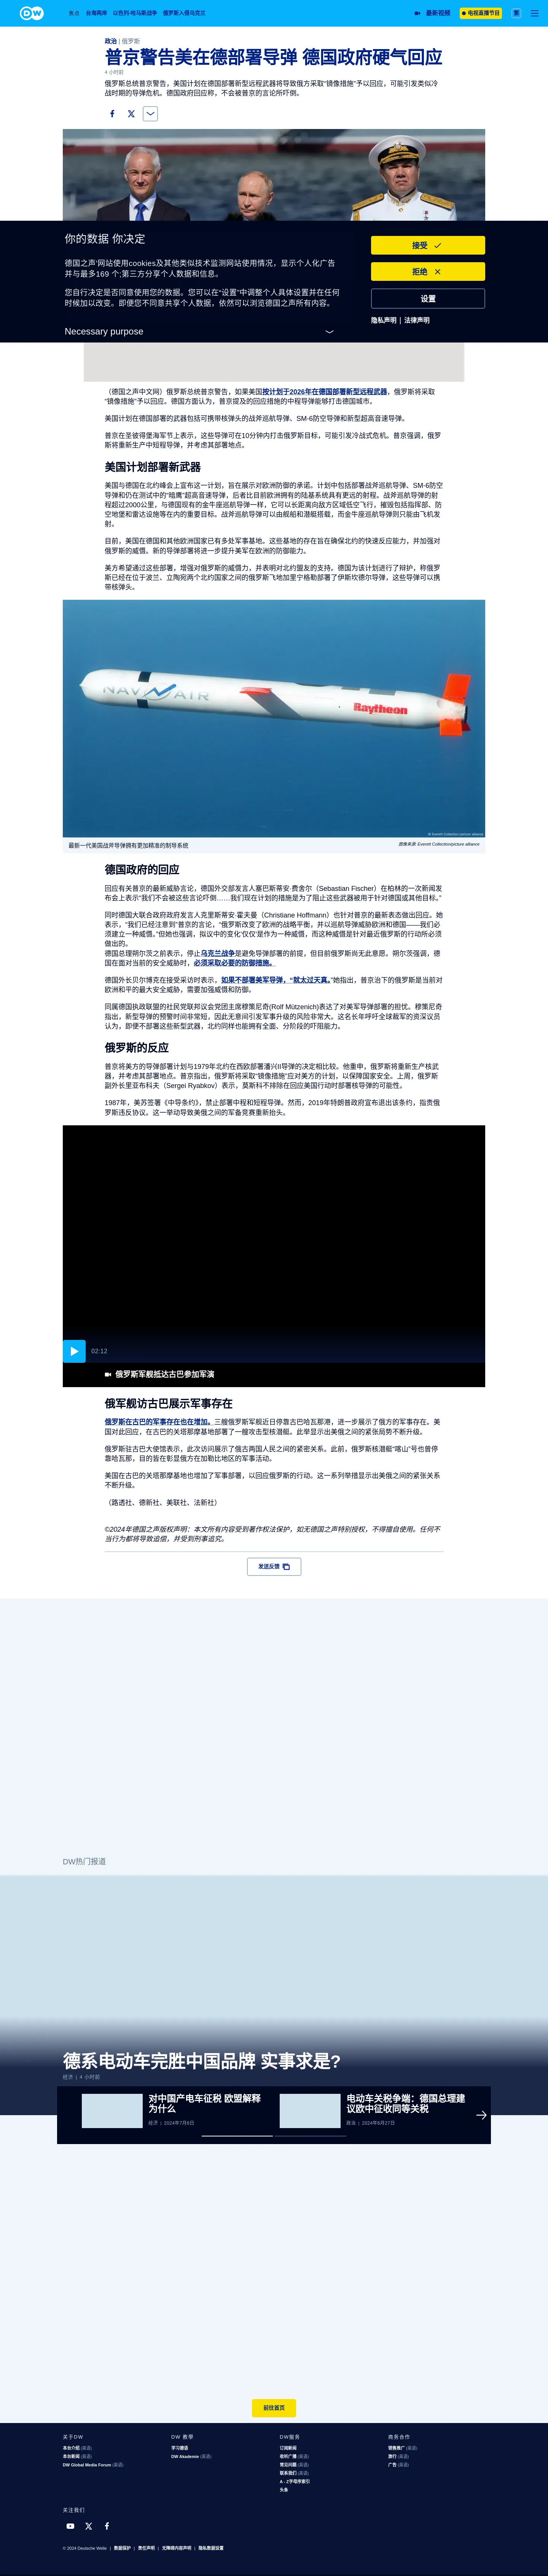 DW
焦点
台海两岸
以色列-哈马斯战争
俄罗斯入侵乌克兰
最新视频
电视直播节目
繁
政治 | 俄罗斯
普京警告美在德部署导弹 德国政府硬气回应
4 小时前
俄罗斯总统普京警告，美国计划在德国部署新型远程武器将导致俄方采取“镜像措施”予以回应，可能引发类似冷
战时期的导弹危机。德国政府回应称，不会被普京的言论所吓倒。
你的数据 你决定
德国之声使用cookies及其他类似技术监测网站使用情况，显示个人化广告
并与最多169 个;第三方分享个人数据和信息。
您自行决定是否同意使用您的数据。您可以在“设置”中调整个人具体设置并在任何
时候加以改变。即便您不同意共享个人数据，依然可以浏览德国之声所有内容。
Necessary purpose
接受
拒绝
设置
隐私声明 | 法律声明
（德国之声中文网）俄罗斯总统普京警告，如果美国按计划于2026年在德国部署新型远程武器，俄罗斯将采取
“镜像措施”予以回应。德国方面认为，普京提及的回应措施的中程导弹能够打击德国城市。
美国计划在德国部署的武器包括可携带核弹头的战斧巡航导弹、SM-6防空导弹和新型超高音速导弹。
普京在圣彼得堡海军节上表示，这些导弹可在10分钟内打击俄罗斯目标，可能引发冷战式危机。普京强调，俄罗
斯将重新生产中短程导弹，并考虑其部署地点。
美国计划部署新武器
美国与德国在北约峰会上宣布这一计划，旨在展示对欧洲防御的承诺。计划中包括部署战斧巡航导弹、SM-6防空
导弹和仍在测试中的“暗鹰”超高音速导弹，后者比目前欧洲拥有的陆基系统具有更远的射程。战斧巡航导弹的射
程超过2000公里，与德国现有的金牛座巡航导弹一样，它可以长距离向敌方区域低空飞行，摧毁包括指挥部、防
空地堡和雷达设施等在内的重要目标。战斧巡航导弹可以由舰船和潜艇搭载，而金牛座巡航导弹则只能由飞机发
射。
目前，美国在德国和其他欧洲国家已有多处军事基地。这些基地的存在旨在确保北约的快速反应能力，并加强对
俄罗斯的威慑。新的导弹部署将进一步提升美军在欧洲的防御能力。
美方希望通过这些部署，增强对俄罗斯的威慑力，并表明对北约盟友的支持。德国为该计划进行了辩护，称俄罗
斯已经在位于波兰、立陶宛两个北约国家之间的俄罗斯飞地加里宁格勒部署了伊斯坎德尔导弹，这些导弹可以携
带核弹头。
NAVAIR
Raytheon
© Everett Collection/picture alliance
最新一代美国战斧导弹拥有更加精准的制导系统
图像来源: Everett Collection/picture alliance
德国政府的回应
回应有关普京的最新威胁言论，德国外交部发言人塞巴斯蒂安·费舍尔（Sebastian Fischer）在柏林的一次新闻发
布会上表示“我们不会被这些言论吓倒……我们现在计划的措施是为了阻止这些武器被用于针对德国或其他目标。”
同时德国大联合政府政府发言人克里斯蒂安·霍夫曼（Christiane Hoffmann）也针对普京的最新表态做出回应。她
表示，“我们已经注意到”普京的言论，“俄罗斯改变了欧洲的战略平衡，并以巡航导弹威胁欧洲和德国——我们必
须建立一种威慑。”但她也强调，拟议中的变化“仅仅”是作为一种威慑，而这种威慑是针对最近俄罗斯的行动所必须
做出的。
德国总理朔尔茨之前表示，停止乌克兰战争是避免导弹部署的前提，但目前俄罗斯尚无此意愿。朔尔茨强调，德
国在面对当前的安全威胁时，必须采取必要的防御措施。
德国外长贝尔博克在接受采访时表示，如果不部署美军导弹，“就太过天真。”她指出，普京治下的俄罗斯是当前对
欧洲和平的最大安全威胁，需要加强威慑和防御。
同属德国执政联盟的社民党联邦议会党团主席穆策尼奇(Rolf Mützenich)表达了对美军导弹部署的担忧。穆策尼奇
指出，新型导弹的预警时间非常短，因此无意间引发军事升级的风险非常大。这名长年呼吁全球裁军的资深议员
认为，即便不部署这些新型武器，北约同样也能拥有全面、分阶段的吓阻能力。
俄罗斯的反应
普京将美方的导弹部署计划与1979年北约在西欧部署潘兴II导弹的决定相比较。他重申，俄罗斯将重新生产核武
器，并考虑其部署地点。普京指出，俄罗斯将采取“镜像措施”应对美方的计划，以保障国家安全。上周，俄罗斯
副外长里亚布科夫（Sergei Ryabkov）表示，莫斯科不排除在回应美国行动时部署核导弹的可能性。
1987年，美苏签署《中导条约》，禁止部署中程和短程导弹。然而，2019年特朗普政府宣布退出该条约，指责俄
罗斯违反协议。这一举动导致美俄之间的军备竞赛重新抬头。
02:12
俄罗斯军舰抵达古巴参加军演
俄军舰访古巴展示军事存在
俄罗斯在古巴的军事存在也在增加。三艘俄罗斯军舰近日停靠古巴哈瓦那港，进一步展示了俄方的军事存在。美
国对此回应，在古巴的关塔那摩基地部署了一艘攻击型核潜艇。此举显示出美俄之间的紧张局势不断升级。
俄罗斯驻古巴大使馆表示，此次访问展示了俄古两国人民之间的紧密关系。此前，俄罗斯核潜艇“喀山”号也曾停
靠哈瓦那，目的旨在彰显俄方在加勒比地区的军事活动。
美国在古巴的关塔那摩基地也增加了军事部署，以回应俄罗斯的行动。这一系列举措显示出美俄之间的紧张关系
不断升级。
（路透社、德新社、美联社、法新社）
©2024年德国之声版权声明：本文所有内容受到著作权法保护，如无德国之声特别授权，不得擅自使用。任何不
当行为都将导致追偿，并受到刑事追究。
发送反馈
DW热门报道
德系电动车完胜中国品牌 实事求是?
经济 | 4 小时前
对中国产电车征税 欧盟解释
为什么
经济 | 2024年7月6日
电动车关税争端：德国总理建
议欧中征收同等关税
政治 | 2024年6月27日
前往首页
关于DW
本台介绍 (英语)
本台新闻 (英语)
DW Global Media Forum (英语)
DW 教學
学习德语
DW Akademie (英语)
DW服务
订阅新闻
收听广播 (英语)
常见问题 (英语)
联系我们 (英语)
A - Z字母序索引
头条
商务合作
销售推广 (英语)
旅行 (英语)
广告 (英语)
关注我们
© 2024 Deutsche Welle | 数据保护 | 责任声明 | 无障碍内容声明 | 隐私数据设置